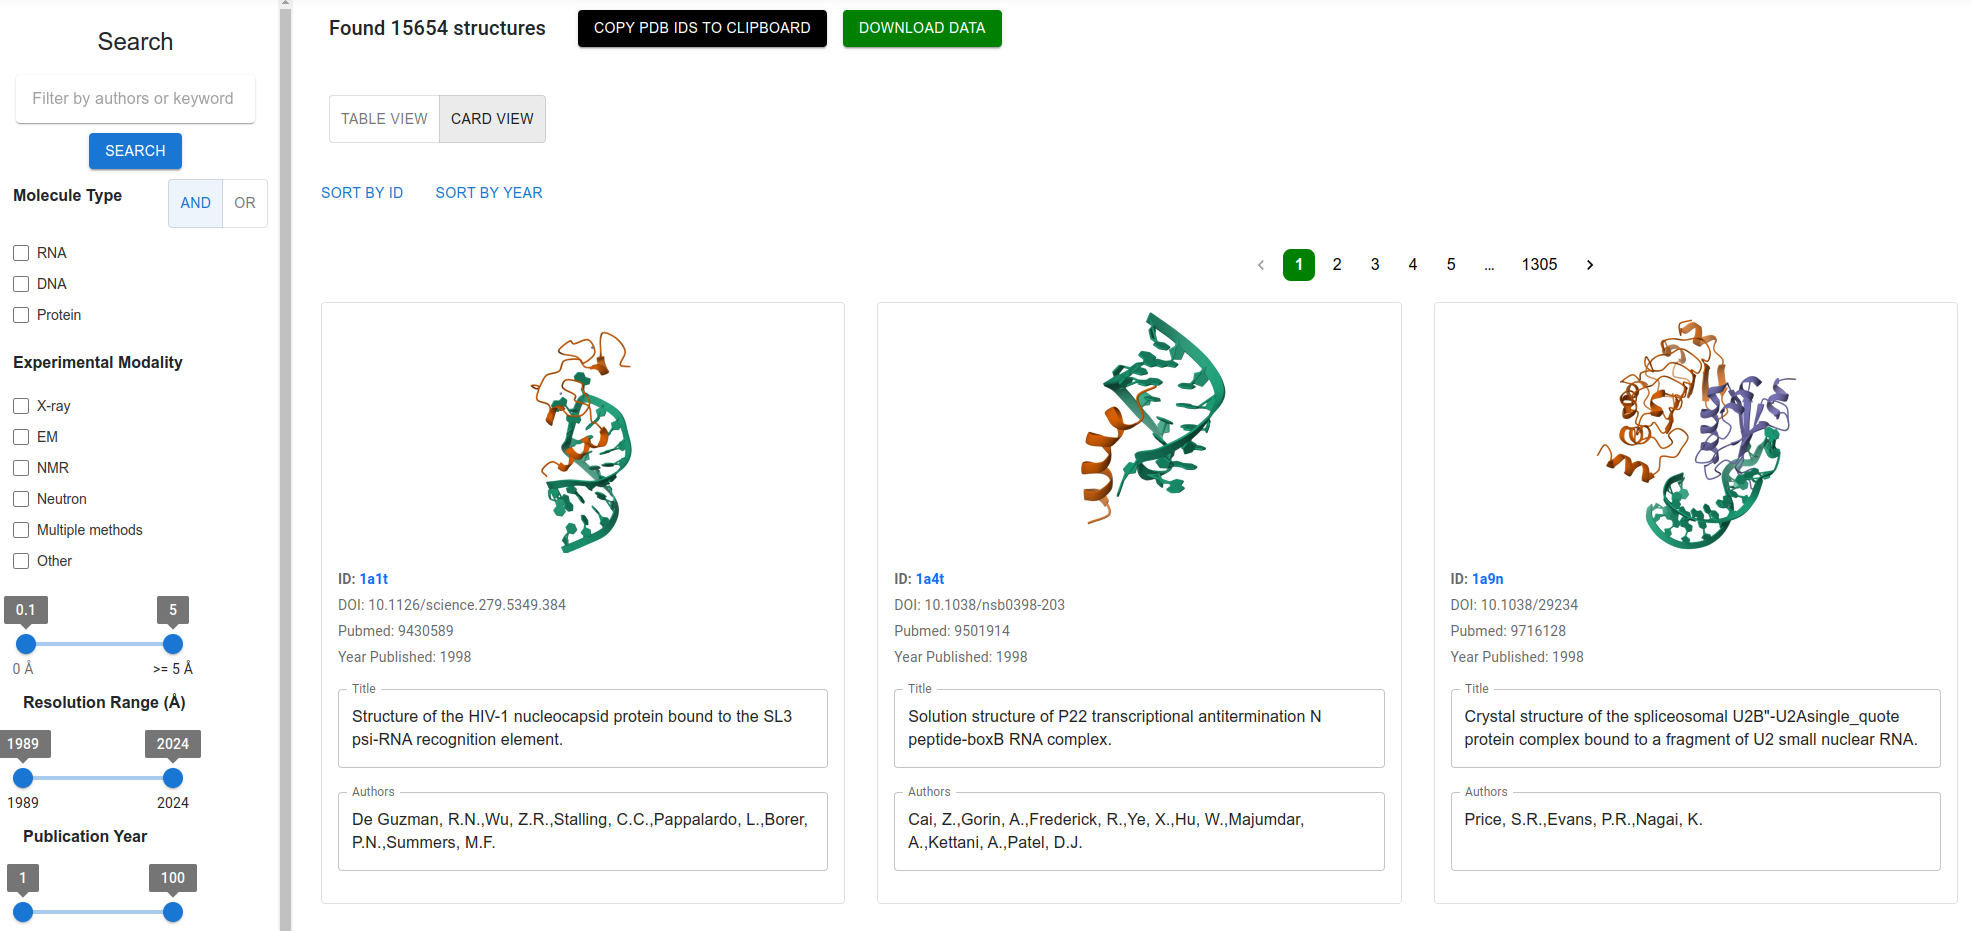 Search
Filter by authors or keyword
SEARCH
Molecule Type
AND
OR
RNA
DNA
Protein
Experimental Modality
X-ray
EM
NMR
Neutron
Multiple methods
Other
0.1
5
0 Å
>= 5 Å
Resolution Range (Å)
1989
2024
1989
2024
Publication Year
1
100
Found 15654 structures
COPY PDB IDS TO CLIPBOARD
DOWNLOAD DATA
TABLE VIEW
CARD VIEW
SORT BY ID
SORT BY YEAR
1 2 3 4 5 ... 1305
ID: 1a1t
DOI: 10.1126/science.279.5349.384
Pubmed: 9430589
Year Published: 1998
Title
Structure of the HIV-1 nucleocapsid protein bound to the SL3
psi-RNA recognition element.
Authors
De Guzman, R.N.,Wu, Z.R.,Stalling, C.C.,Pappalardo, L.,Borer,
P.N.,Summers, M.F.
ID: 1a4t
DOI: 10.1038/nsb0398-203
Pubmed: 9501914
Year Published: 1998
Title
Solution structure of P22 transcriptional antitermination N
peptide-boxB RNA complex.
Authors
Cai, Z.,Gorin, A.,Frederick, R.,Ye, X.,Hu, W.,Majumdar,
A.,Kettani, A.,Patel, D.J.
ID: 1a9n
DOI: 10.1038/29234
Pubmed: 9716128
Year Published: 1998
Title
Crystal structure of the spliceosomal U2B"-U2Asingle_quote
protein complex bound to a fragment of U2 small nuclear RNA.
Authors
Price, S.R.,Evans, P.R.,Nagai, K.